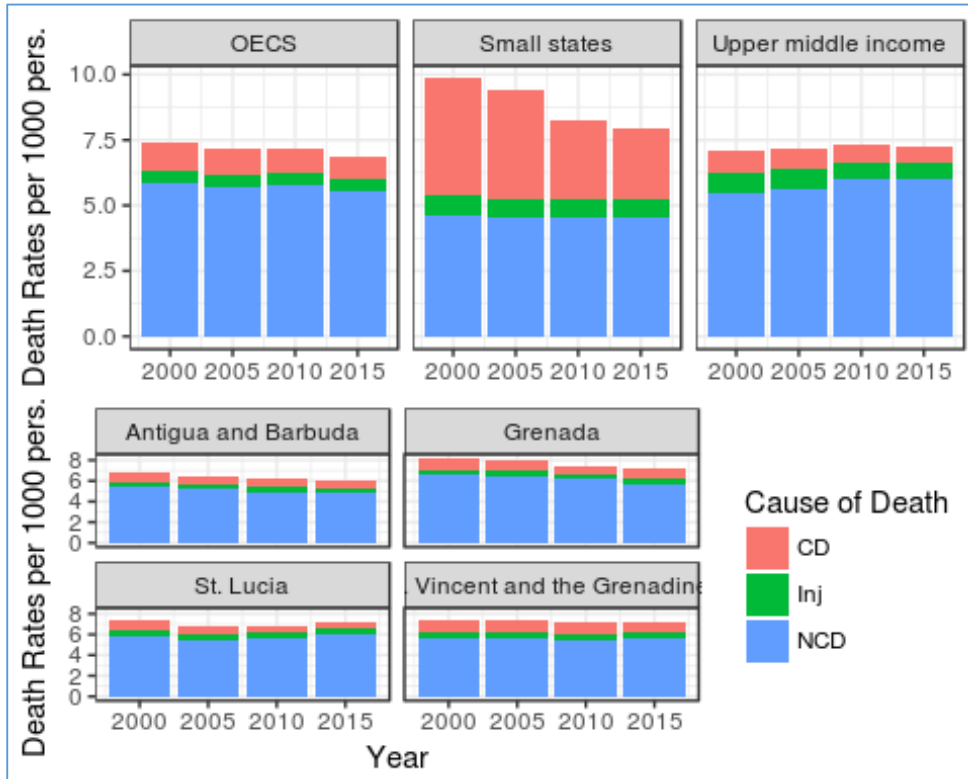 Death Rates per 1000 pers.
OECS
Small states
Upper middle income
10.0
7.5
5.0
2.5
0.0
2000 2005 2010 2015
2000 2005 2010 2015
2000 2005 2010 2015
Death Rates per 1000 pers.
Antigua and Barbuda
Grenada
8
6
4
2
0
St. Lucia
. Vincent and the Grenadine
8
6
4
2
0
2000 2005 2010 2015
2000 2005 2010 2015
Year
Cause of Death
CD
Inj
NCD